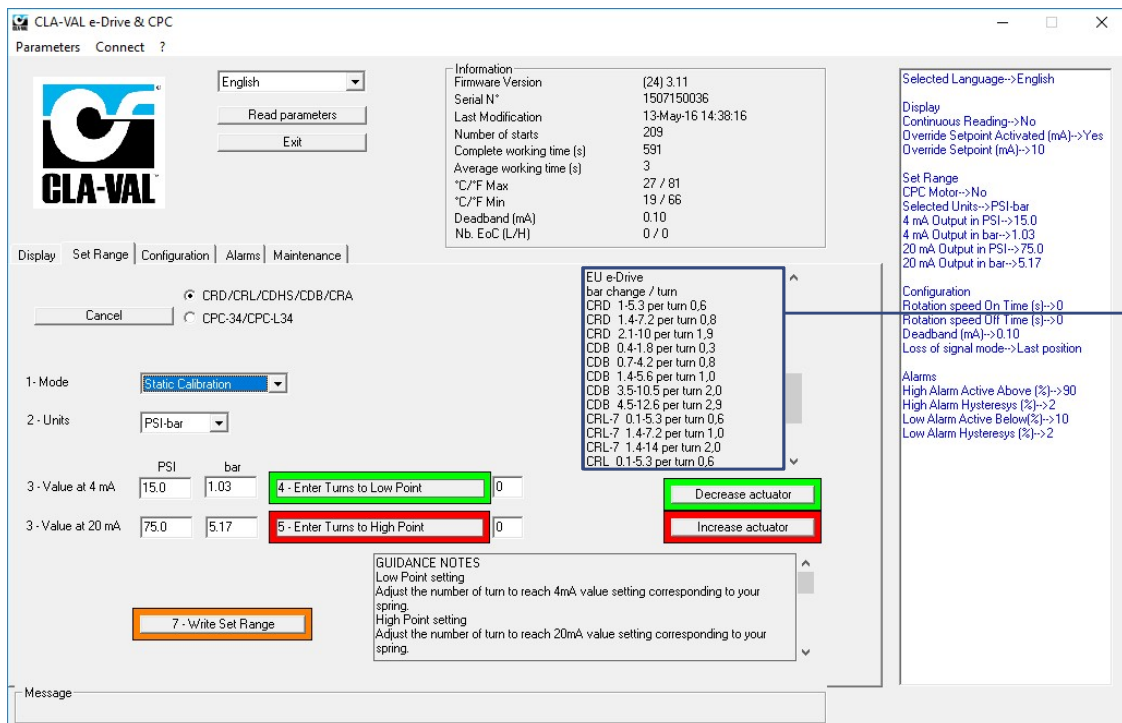 CLA-VAL e-Drive & CPC
Parameters Connect ?
CLA-VAL
English
Read parameters
Exit
Information
Firmware Version (24) 3.11
Serial N° 1507150036
Last Modification 13-May-16 14:38:16
Number of starts 209
Complete working time (s) 591
Average working time (s) 3
°C/°F Max 27 / 81
°C/°F Min 19 / 66
Deadband (mA) 0.10
Nb. EoC (L/H) 0 / 0
Display Set Range Configuration Alarms Maintenance
Cancel
CRD/CRL/CDHS/CDB/CRA
CPC-34/CPC-L34
1- Mode Static Calibration
2 - Units PSI-bar
PSI bar
3 - Value at 4 mA 15.0 1.03 4 - Enter Turns to Low Point 0
3 - Value at 20 mA 75.0 5.17 5 - Enter Turns to High Point 0
EU e-Drive
bar change / turn
CRD 1-5.3 per turn 0,6
CRD 1.4-7.2 per turn 0,8
CRD 2.1-10 per turn 1,9
CDB 0.4-1.8 per turn 0,3
CDB 0.7-4.2 per turn 0,8
CDB 1.4-5.6 per turn 1,0
CDB 3.5-10.5 per turn 2,0
CDB 4.5-12.6 per turn 2,9
CRL-7 0.1-5.3 per turn 0,6
CRL-7 1.4-7.2 per turn 1,0
CRL-7 1.4-14 per turn 2,0
CRL 0.1-5.3 per turn 0,6
Decrease actuator
Increase actuator
7 - Write Set Range
GUIDANCE NOTES
Low Point setting
Adjust the number of turn to reach 4mA value setting corresponding to your
spring.
High Point setting
Adjust the number of turn to reach 20mA value setting corresponding to your
spring.
Message
Selected Language-->English
Display
Continuous Reading-->No
Override Setpoint Activated (mA)-->Yes
Override Setpoint (mA)-->10
Set Range
CPC Motor-->No
Selected Units-->PSI-bar
4 mA Output in PSI-->15.0
4 mA Output in bar-->1.03
20 mA Output in PSI-->75.0
20 mA Output in bar-->5.17
Configuration
Rotation speed On Time (s)-->0
Rotation speed Off Time (s)-->0
Deadband (mA)-->0.10
Loss of signal mode-->Last position
Alarms
High Alarm Active Above (%)-->90
High Alarm Hysteresys (%)-->2
Low Alarm Active Below(%)-->10
Low Alarm Hysteresys (%)-->2